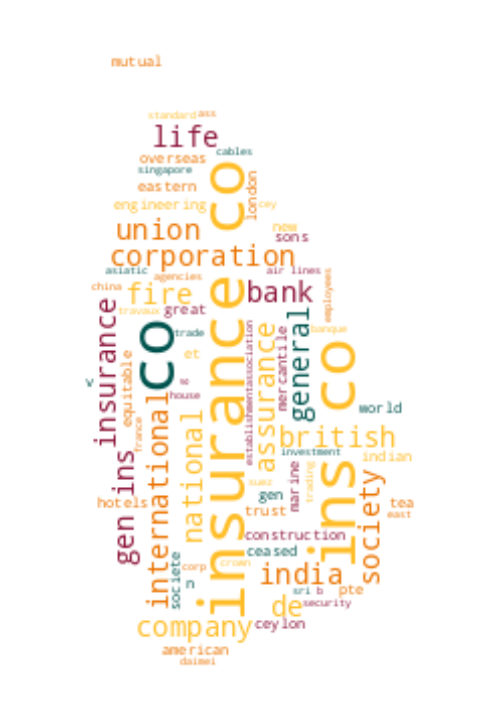 mutual
standard ass
life
cables
overseas
singapore
co
eastern
london
engineering
cey
union
new
sons
corporation
asiatic
air lines
agencies
china
fire
bank
employees
travaux
great
insurance
general
co
trade
banque
establishmentassociation
assurance
mercantile
co
insurance
et
equitable
v
se
house
world
international
national
france
british
investment
indian
gen ins
ins
society
suez
gen
marine
trading
hotels
trust
tea
east
construction
ceased
societe
corp
crown
india
n
sri b
pte
de
security
company
ceylon
american
daimei